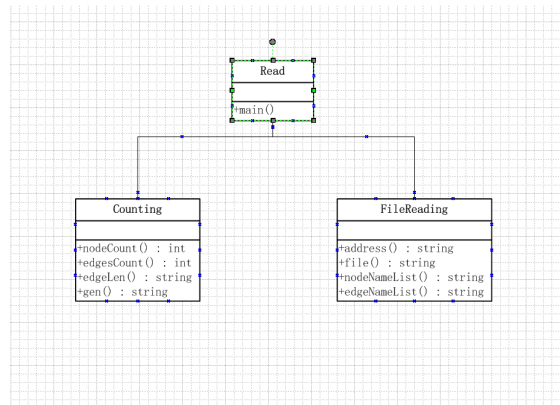 Read
+main()
Counting
+nodeCount() : int
+edgesCount() : int
+edgeLen() : string
+gen() : string
FileReading
+address() : string
+file() : string
+nodeNameList() : string
+edgeNameList() : string